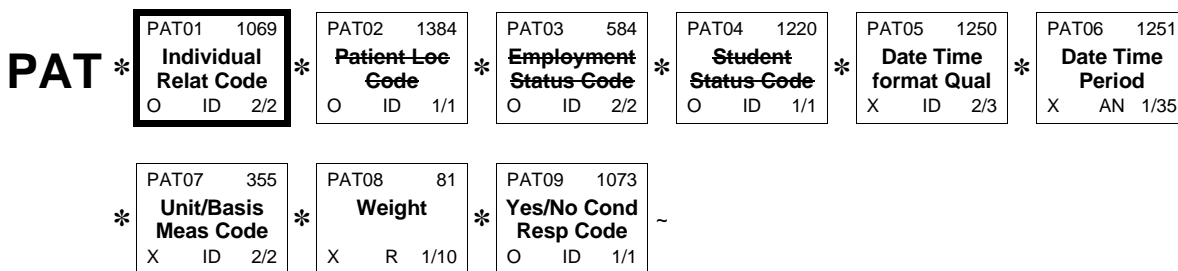 PAT * PAT01 1069 Individual Relat Code O ID 2/2 * PAT02 1384 Patient Loc Code O ID 1/1 * PAT03 584 Employment Status Code O ID 2/2 * PAT04 1220 Student Status Code O ID 1/1 * PAT05 1250 Date Time format Qual X ID 2/3 * PAT06 1251 Date Time Period X AN 1/35
* PAT07 355 Unit/Basis Meas Code X ID 2/2 * PAT08 81 Weight X R 1/10 * PAT09 1073 Yes/No Cond Resp Code O ID 1/1 ~